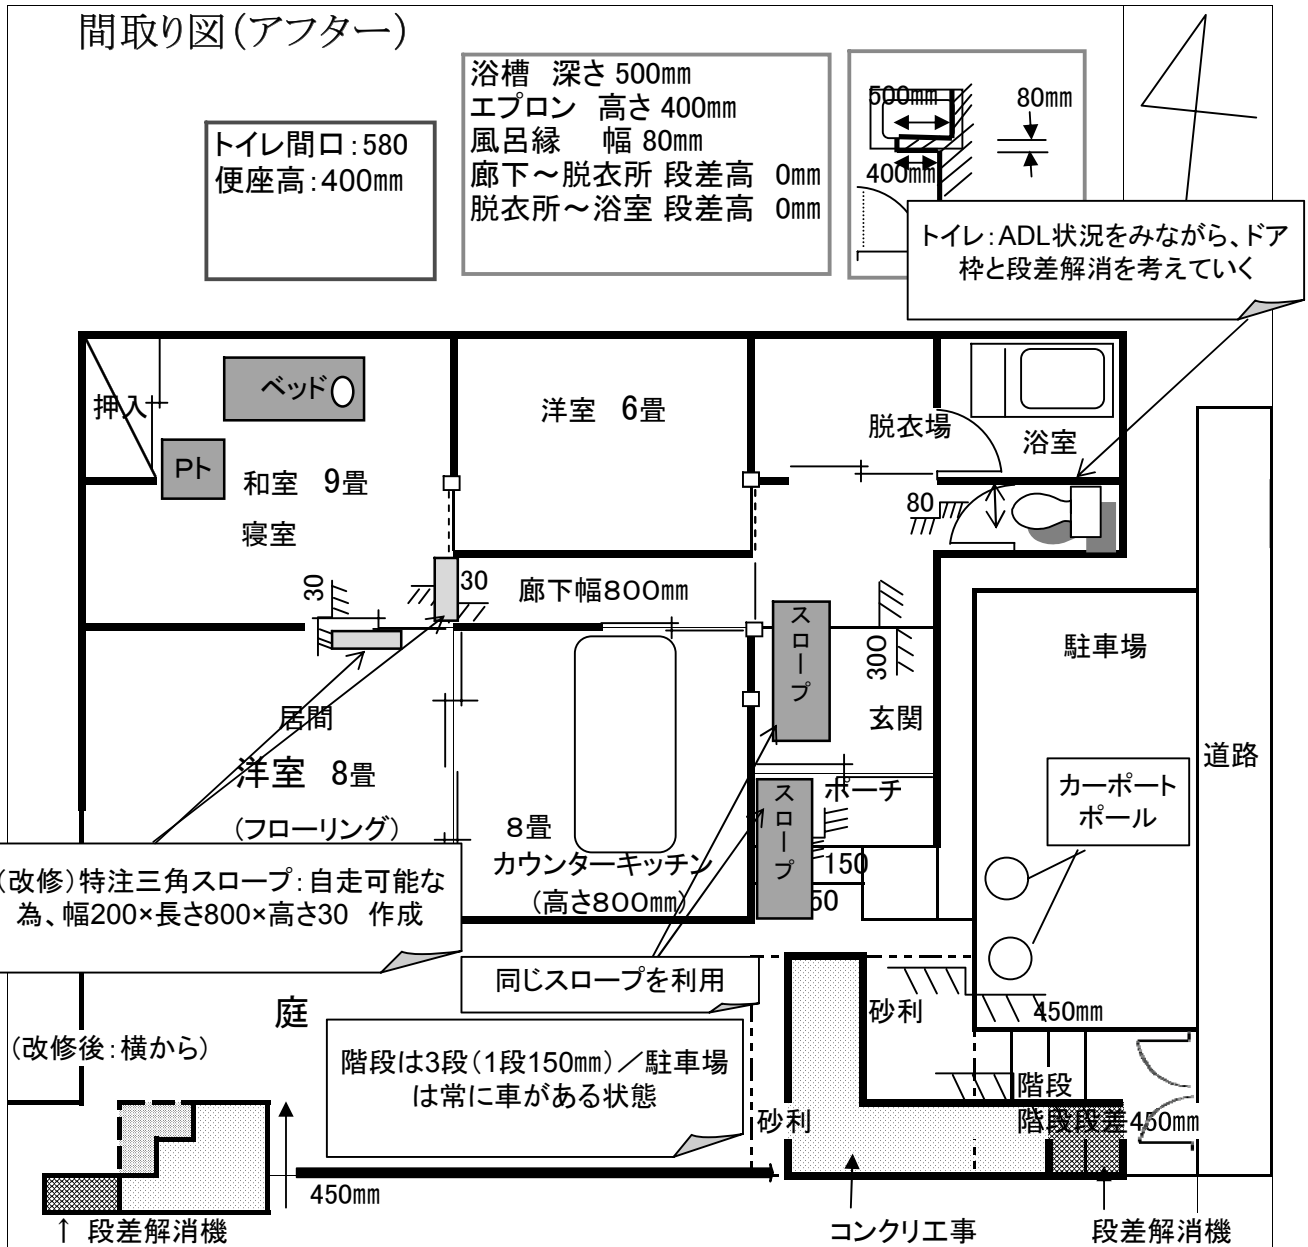 間取り図(アフター)
トイレ間口:580
便座高:400mm
浴槽 深さ 500mm
エプロン 高さ 400mm
風呂縁 幅 80mm
廊下～脱衣所 段差高 0mm
脱衣所～浴室 段差高 0mm
500mm
80mm
400mm
トイレ:ADL状況をみながら、ドア
枠と段差解消を考えていく
押入
ベッド
Pト
和室 9畳
寝室
洋室 6畳
脱衣場
浴室
80
30
30
廊下幅800mm
スロープ
300
玄関
駐車場
道路
居間
洋室 8畳
(フローリング)
8畳
カウンターキッチン
(高さ800mm)
スロープ
ポーチ
150
50
カーポート
ポール
(改修)特注三角スロープ:自走可能な
為、幅200×長さ800×高さ30 作成
同じスロープを利用
庭
砂利
450mm
(改修後:横から)
階段は3段(1段150mm)／駐車場
は常に車がある状態
階段
階段段差450mm
砂利
450mm
↑ 段差解消機
コンクリ工事
段差解消機